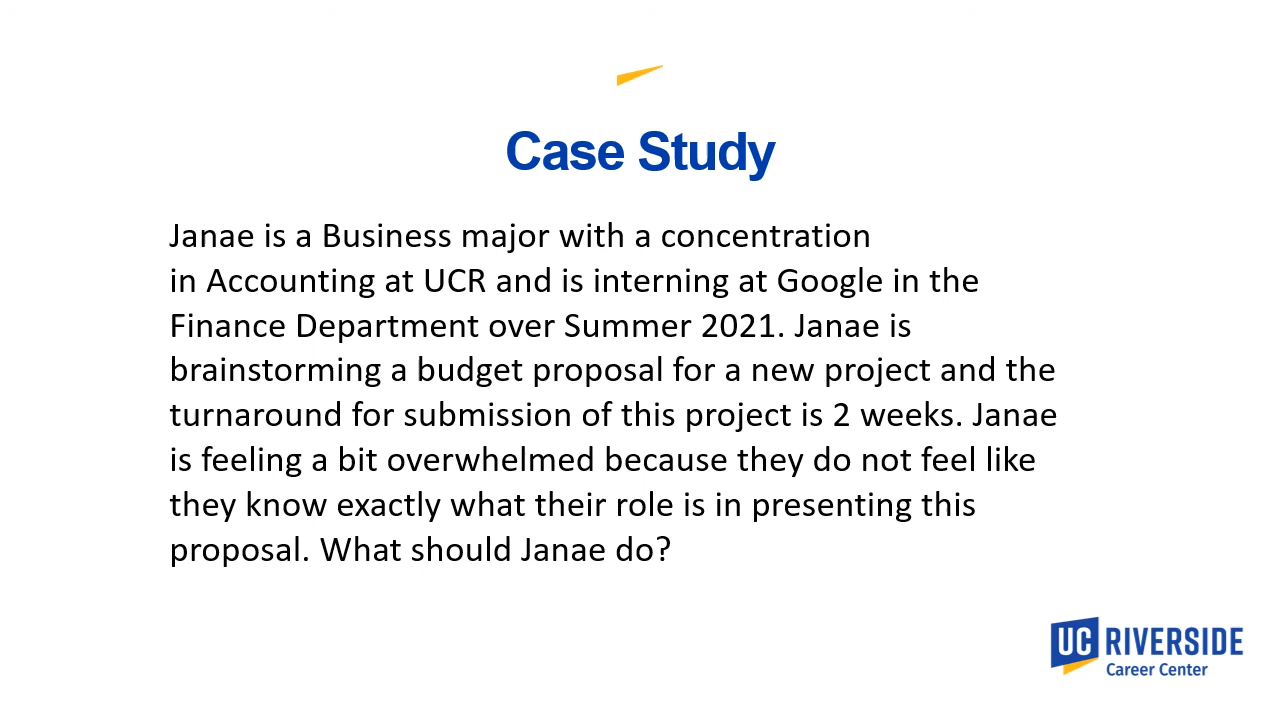 Case Study
Janae is a Business major with a concentration
in Accounting at UCR and is interning at Google in the
Finance Department over Summer 2021. Janae is
brainstorming a budget proposal for a new project and the
turnaround for submission of this project is 2 weeks. Janae
is feeling a bit overwhelmed because they do not feel like
they know exactly what their role is in presenting this
proposal. What should Janae do?
UC RIVERSIDE
Career Center